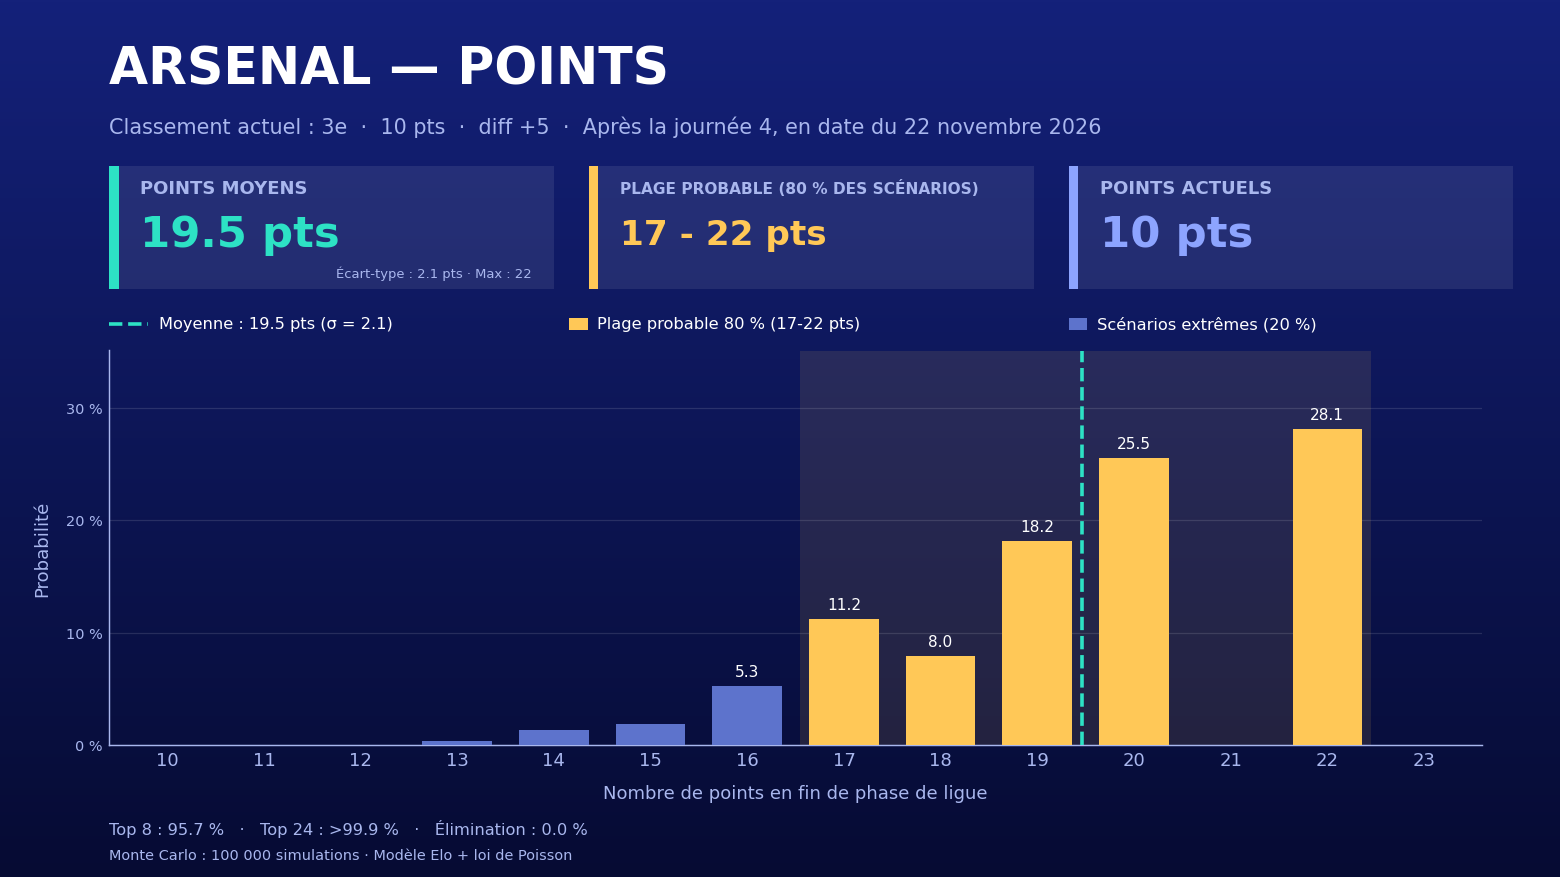 ARSENAL — POINTS
Classement actuel : 3e · 10 pts · diff +5 · Après la journée 4, en date du 22 novembre 2026
POINTS MOYENS
19.5 pts
Écart-type : 2.1 pts · Max : 22
PLAGE PROBABLE (80 % DES SCÉNARIOS)
17 - 22 pts
POINTS ACTUELS
10 pts
Moyenne : 19.5 pts (σ = 2.1)
Plage probable 80 % (17-22 pts)
Scénarios extrêmes (20 %)
Probabilité
30 %
20 %
10 %
0 %
5.3
11.2
8.0
18.2
25.5
28.1
10 11 12 13 14 15 16 17 18 19 20 21 22 23
Nombre de points en fin de phase de ligue
Top 8 : 95.7 % · Top 24 : >99.9 % · Élimination : 0.0 %
Monte Carlo : 100 000 simulations · Modèle Elo + loi de Poisson